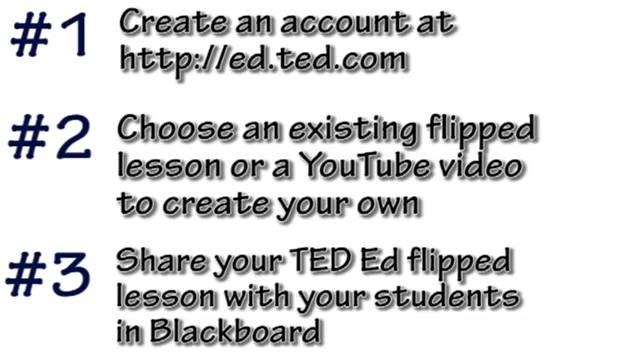 #1 Create an account at
http://ed.ted.com
#2 Choose an existing flipped
lesson or a YouTube video
to create your own
#3 Share your TED Ed flipped
lesson with your students
in Blackboard